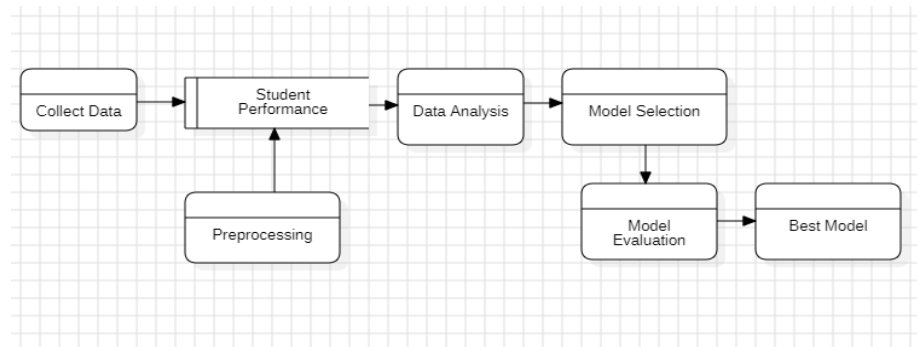 Collect Data
Student
Performance
Data Analysis
Model Selection
Preprocessing
Model
Evaluation
Best Model